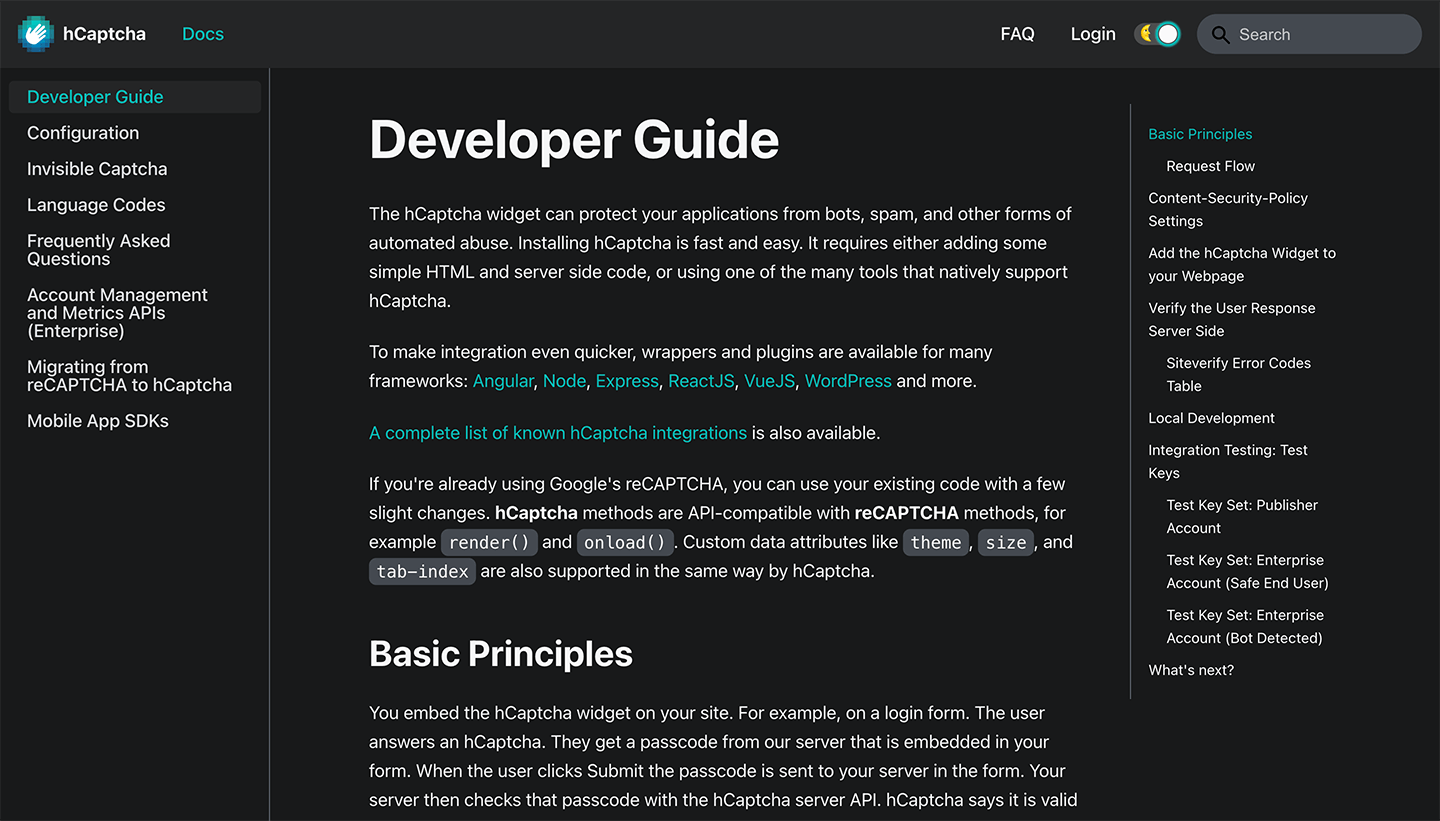 hCaptcha
Docs
FAQ
Login
Search
Developer Guide
Configuration
Invisible Captcha
Language Codes
Frequently Asked
Questions
Account Management
and Metrics APIs
(Enterprise)
Migrating from
reCAPTCHA to hCaptcha
Mobile App SDKs
Developer Guide
The hCaptcha widget can protect your applications from bots, spam, and other forms of
automated abuse. Installing hCaptcha is fast and easy. It requires either adding some
simple HTML and server side code, or using one of the many tools that natively support
hCaptcha.
To make integration even quicker, wrappers and plugins are available for many
frameworks: Angular, Node, Express, ReactJS, VueJS, WordPress and more.
A complete list of known hCaptcha integrations is also available.
If you're already using Google's reCAPTCHA, you can use your existing code with a few
slight changes. hCaptcha methods are API-compatible with reCAPTCHA methods, for
example render() and onload(). Custom data attributes like theme, size, and
tab-index are also supported in the same way by hCaptcha.
Basic Principles
You embed the hCaptcha widget on your site. For example, on a login form. The user
answers an hCaptcha. They get a passcode from our server that is embedded in your
form. When the user clicks Submit the passcode is sent to your server in the form. Your
server then checks that passcode with the hCaptcha server API. hCaptcha says it is valid
Basic Principles
Request Flow
Content-Security-Policy
Settings
Add the hCaptcha Widget to
your Webpage
Verify the User Response
Server Side
Siteverify Error Codes
Table
Local Development
Integration Testing: Test
Keys
Test Key Set: Publisher
Account
Test Key Set: Enterprise
Account (Safe End User)
Test Key Set: Enterprise
Account (Bot Detected)
What's next?